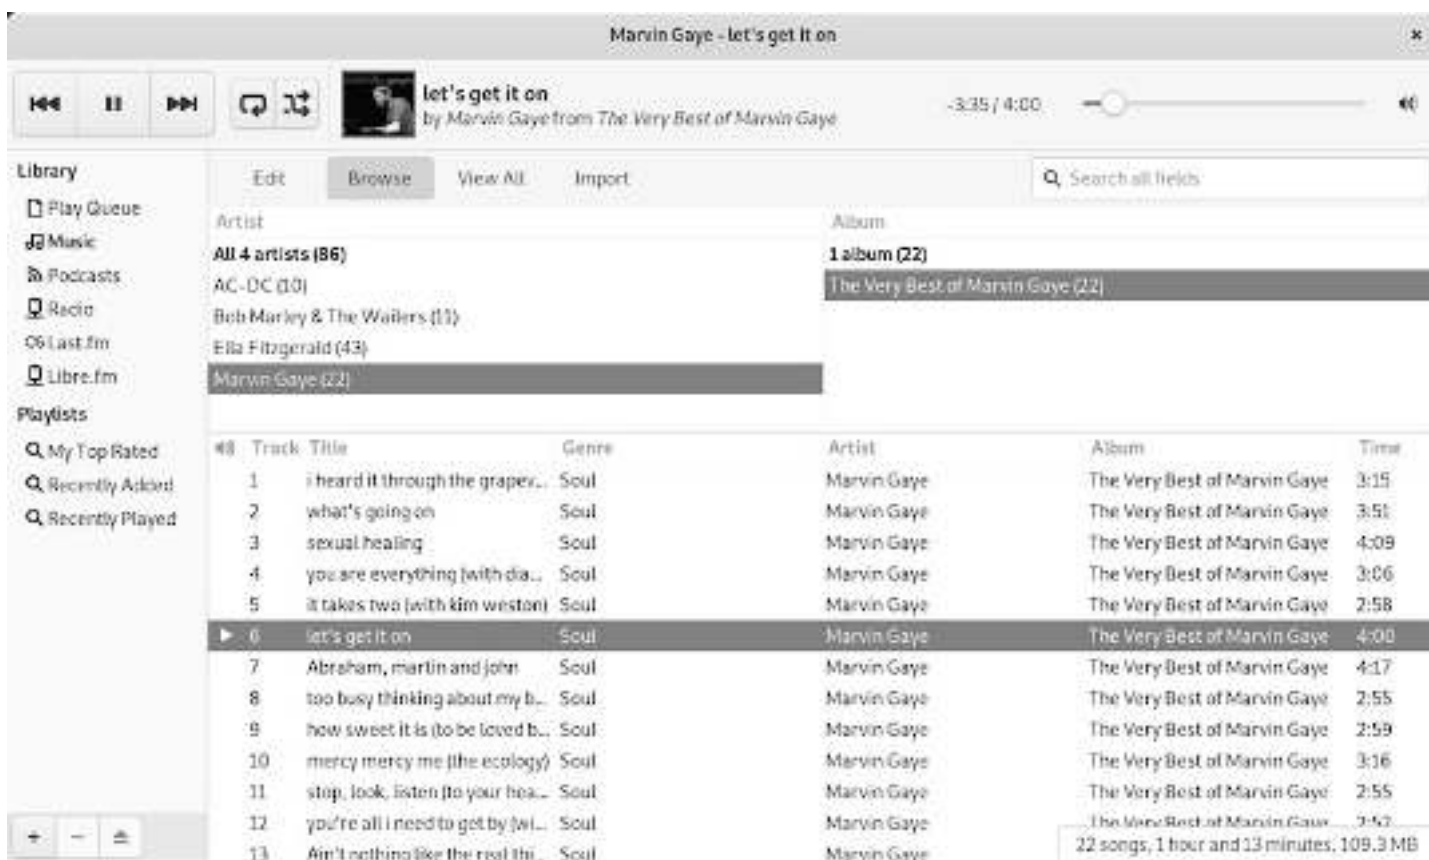 Marvin Gaye - let's get it on
let's get it on
by Marvin Gaye from The Very Best of Marvin Gaye
-3:35 / 4:00
Library
Edit Browse View All Import Search all fields
Play Queue
Music
Podcasts
Radio
Last.fm
Libre.fm
Playlists
My Top Rated
Recently Added
Recently Played
Artist
All 4 artists (86)
AC-DC (10)
Bob Marley & The Wailers (11)
Ella Fitzgerald (43)
Marvin Gaye (22)
Album
1 album (22)
The Very Best of Marvin Gaye (22)
Track Title Genre Artist Album Time
1 i heard it through the grapev... Soul Marvin Gaye The Very Best of Marvin Gaye 3:15
2 what's going on Soul Marvin Gaye The Very Best of Marvin Gaye 3:51
3 sexual healing Soul Marvin Gaye The Very Best of Marvin Gaye 4:09
4 you are everything (with dia... Soul Marvin Gaye The Very Best of Marvin Gaye 3:06
5 it takes two (with kim weston) Soul Marvin Gaye The Very Best of Marvin Gaye 2:58
6 let's get it on Soul Marvin Gaye The Very Best of Marvin Gaye 4:00
7 Abraham, martin and john Soul Marvin Gaye The Very Best of Marvin Gaye 4:17
8 too busy thinking about my b... Soul Marvin Gaye The Very Best of Marvin Gaye 2:55
9 how sweet it is (to be loved b... Soul Marvin Gaye The Very Best of Marvin Gaye 2:59
10 mercy mercy me (the ecology) Soul Marvin Gaye The Very Best of Marvin Gaye 3:16
11 stop, look, listen (to your hea... Soul Marvin Gaye The Very Best of Marvin Gaye 2:55
12 you're all i need to get by (wi... Soul Marvin Gaye The Very Best of Marvin Gaye 2:52
13 Ain't nothing like the real thi... Soul Marvin Gaye
22 songs, 1 hour and 13 minutes, 109.3 MB